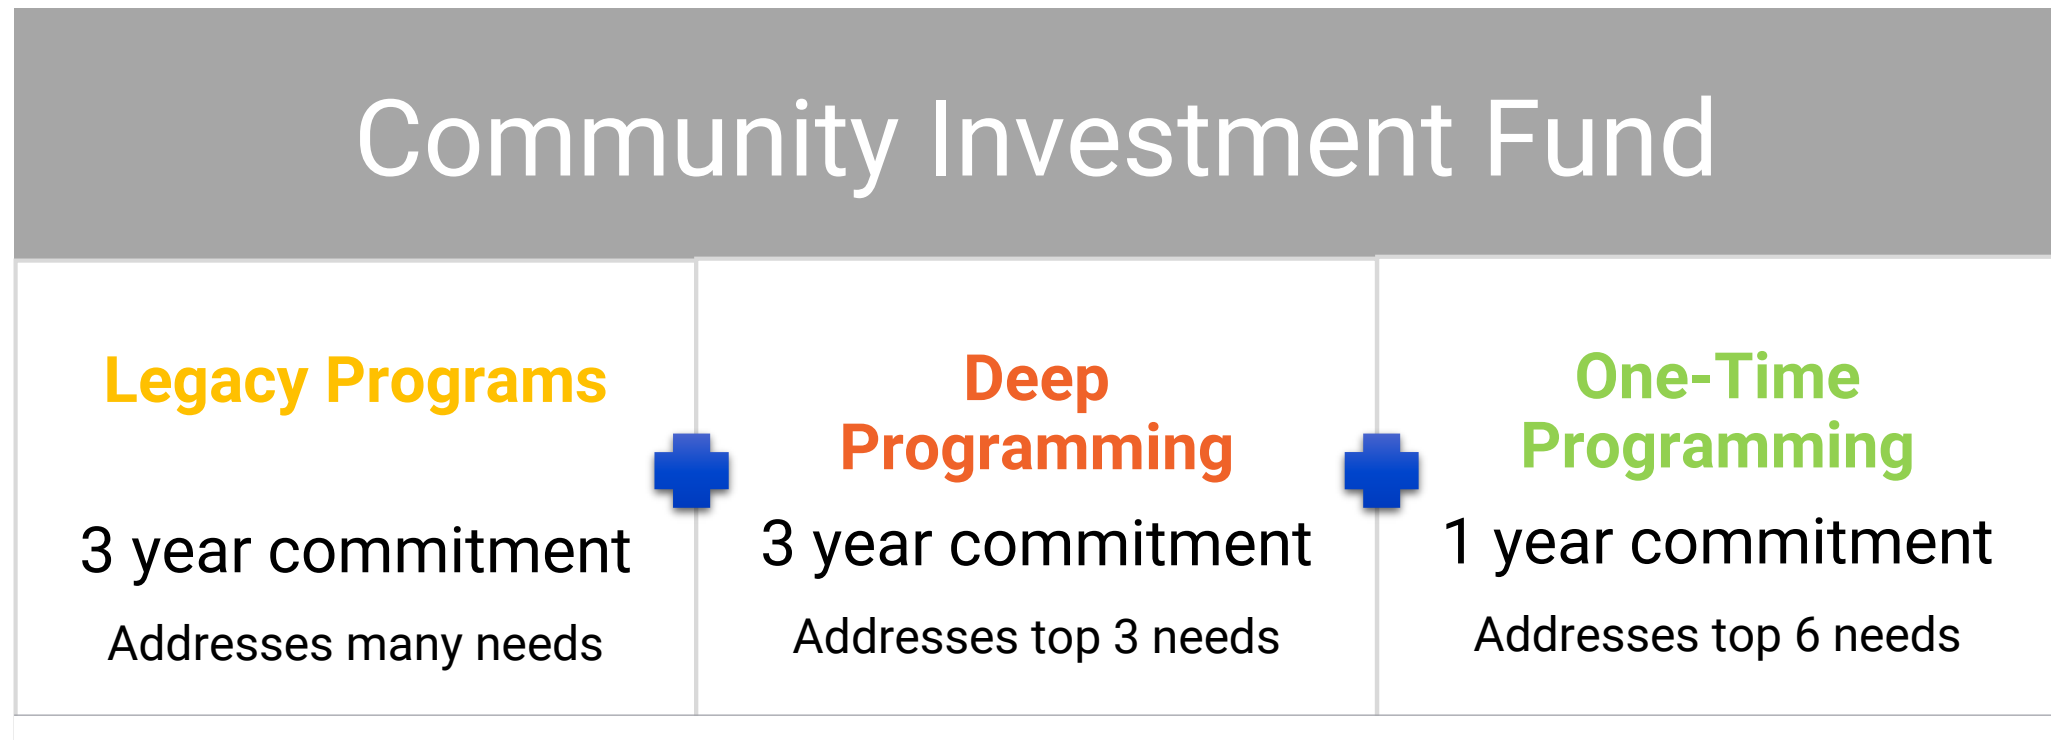 Community Investment Fund
Legacy Programs
3 year commitment
Addresses many needs
Deep
Programming
3 year commitment
Addresses top 3 needs
One-Time
Programming
1 year commitment
Addresses top 6 needs